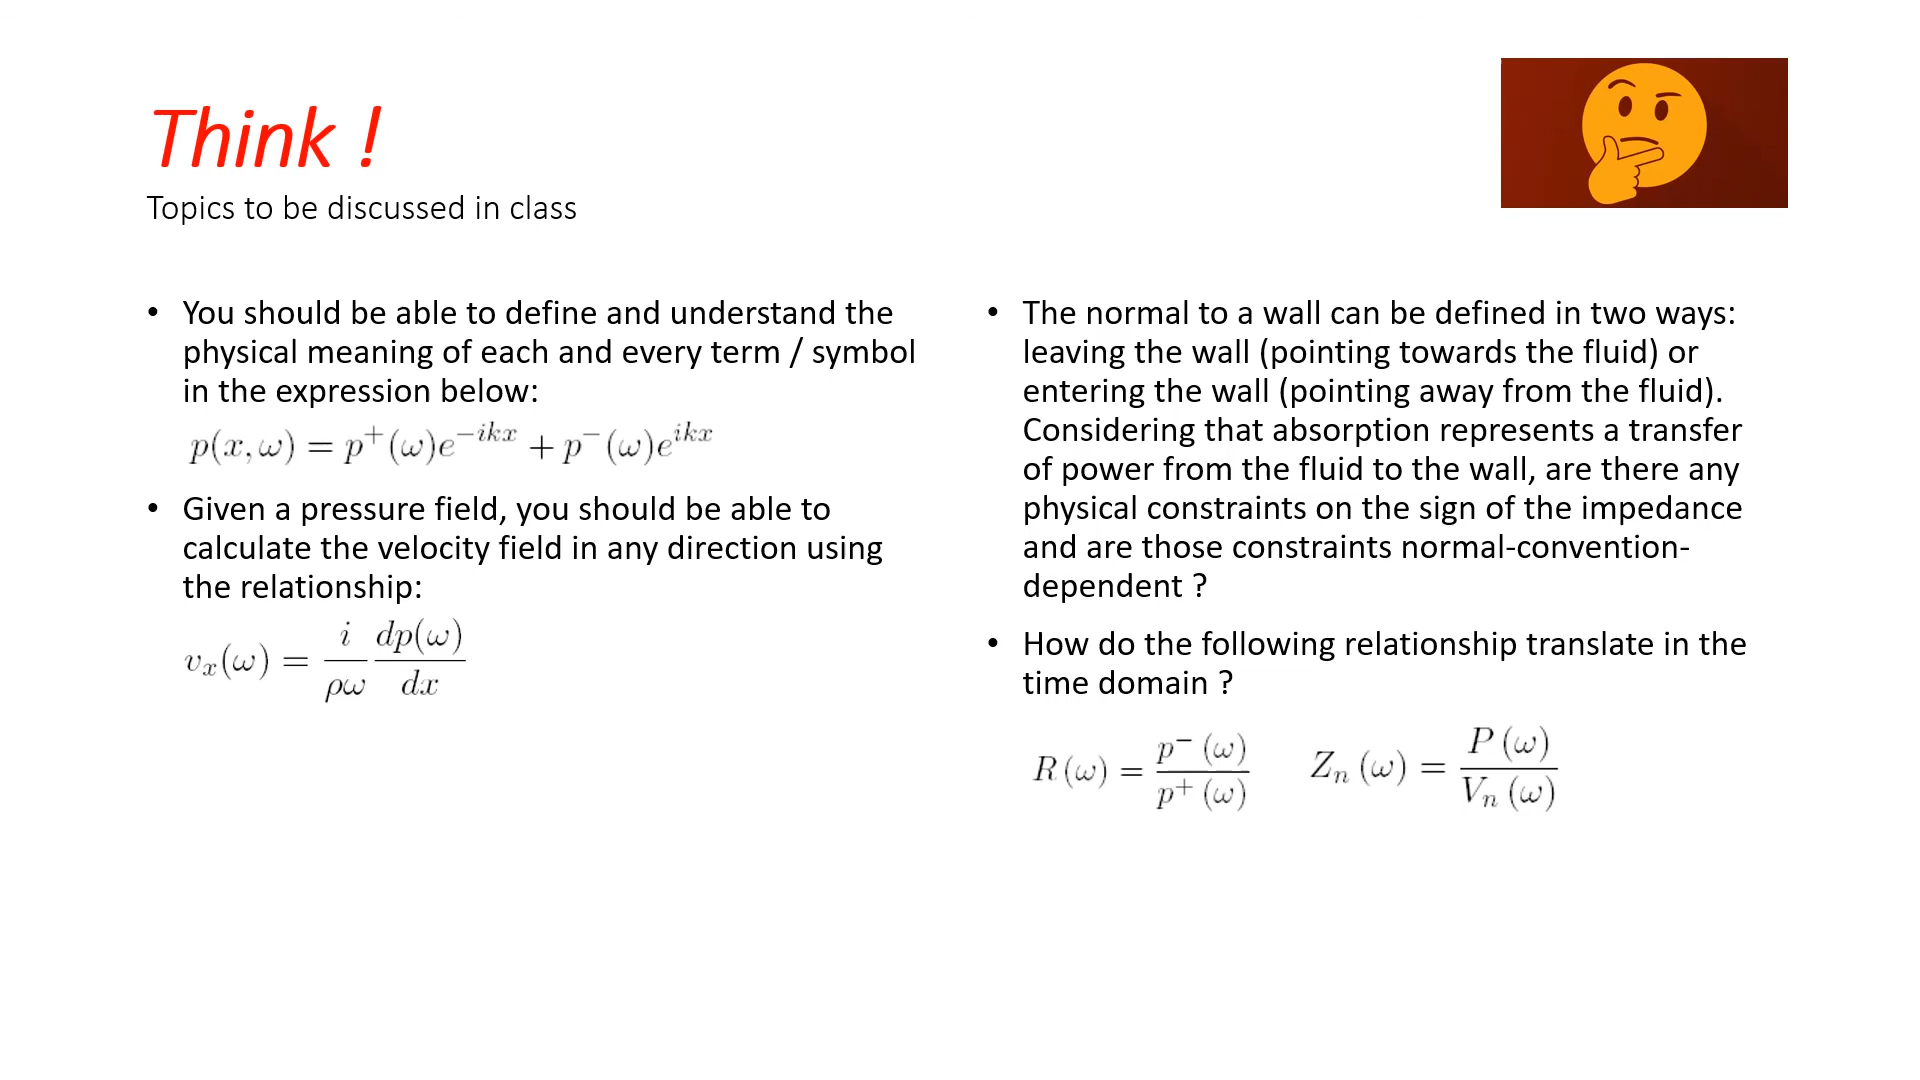 Think !
Topics to be discussed in class
• You should be able to define and understand the
physical meaning of each and every term / symbol
in the expression below:
p(x, ω) = p⁺(ω)e⁻ⁱᵏˣ + p⁻(ω)eⁱᵏˣ
• Given a pressure field, you should be able to
calculate the velocity field in any direction using
the relationship:
vₓ(ω) = i/ρω dp(ω)/dx
• The normal to a wall can be defined in two ways:
leaving the wall (pointing towards the fluid) or
entering the wall (pointing away from the fluid).
Considering that absorption represents a transfer
of power from the fluid to the wall, are there any
physical constraints on the sign of the impedance
and are those constraints normal-convention-
dependent ?
• How do the following relationship translate in the
time domain ?
R(ω) = p⁻(ω)/p⁺(ω) Zₙ(ω) = P(ω)/Vₙ(ω)